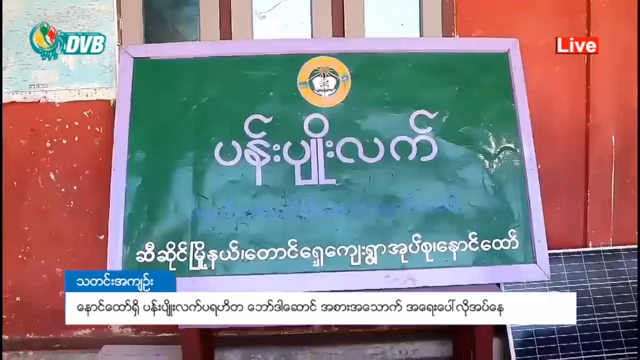 DVB
Live
ပန်းပျိုးလက်
ဆီဆိုင်မြို့နယ်၊တောင်ရှေ့ကျေးရွာအုပ်စု၊နောင်ထော်
သတင်းအကျဉ်း
နောင်ထော်ရှိ ပန်းပျိုးလက်ပရဟိတ ဘော်ဒါဆောင် အစားအသောက် အရေးပေါ် လိုအပ်နေ